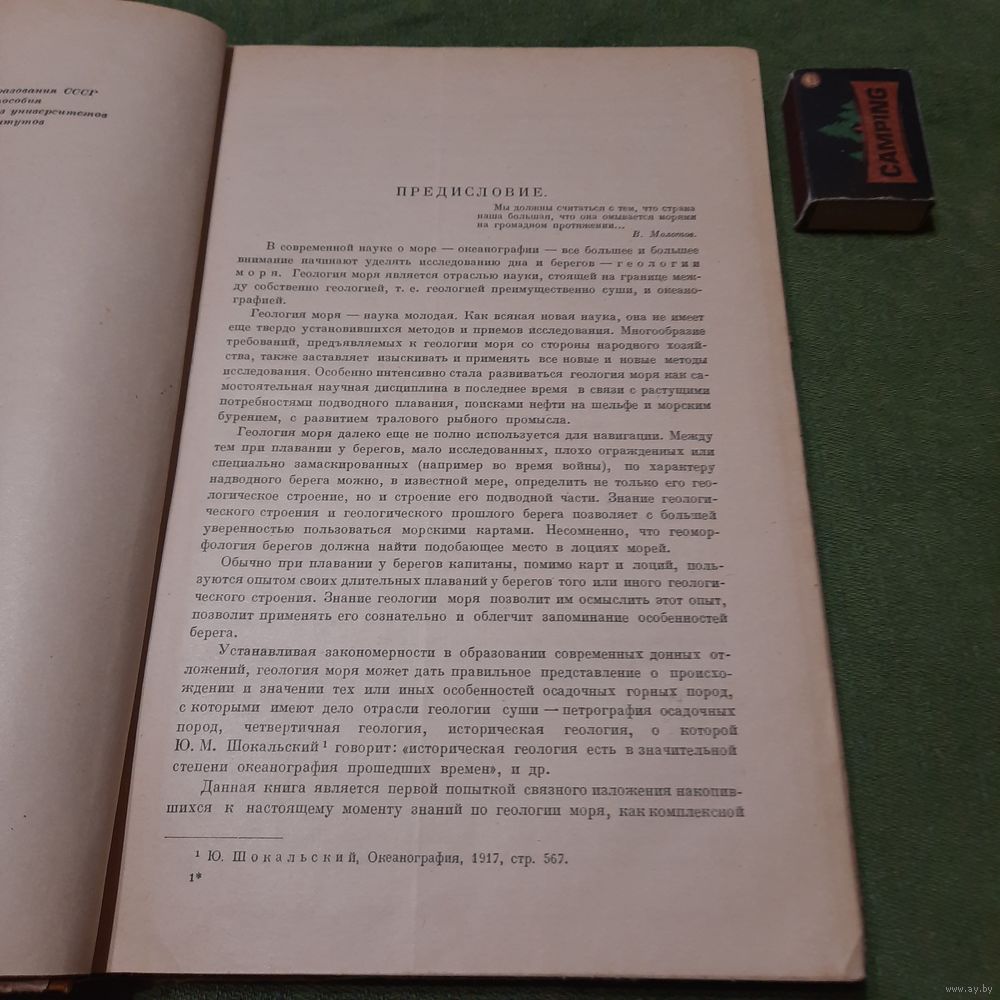 разования СССР
пособия
университетов
ПРЕДИСЛОВИЕ.
Мы должны считаться с тем, что страна
наша большая, что она омывается морями
на громадном протяжении...
В. Молотов.
В современной науке о море — океанографии — все большее и большее
внимание начинают уделять исследованию дна и берегов — геологии
моря. Геология моря является отраслью науки, стоящей на границе меж-
ду собственно геологией, т. е. геологией преимущественно суши, и океано-
графией.
Геология моря — наука молодая. Как всякая новая наука, она не имеет
еще твердо установившихся методов и приемов исследования. Многообразие
требований, предъявляемых к геологии моря со стороны народного хозяй-
ства, также заставляет изыскивать и применять все новые и новые методы
исследования. Особенно интенсивно стала развиваться геология моря как са-
мостоятельная научная дисциплина в последнее время в связи с растущими
потребностями подводного плавания, поисками нефти на шельфе и морским
бурением, с развитием тралового рыбного промысла.
Геология моря далеко еще не полно используется для навигации. Между
тем при плавании у берегов, мало исследованных, плохо огражденных или
специально замаскированных (например во время войны), по характеру
надводного берега можно, в известной мере, определить не только его гео-
логическое строение, но и строение его подводной части. Знание геологи-
ческого строения и геологического прошлого берега позволяет с большей
уверенностью пользоваться морскими картами. Несомненно, что геомор-
фология берегов должна найти подобающее место в лоциях морей.
Обычно при плавании у берегов капитаны, помимо карт и лоций, поль-
зуются опытом своих длительных плаваний у берегов того или иного геологи-
ческого строения. Знание геологии моря позволит им осмыслить этот опыт,
позволит применять его сознательно и облегчит запоминание особенностей
берега.
Устанавливая закономерности в образовании современных донных от-
ложений, геология моря может дать правильное представление о происхо-
ждении и значении тех или иных особенностей осадочных горных пород,
с которыми имеют дело отрасли геологии суши — петрография осадочных
пород, четвертичная геология, историческая геология, о которой
Ю. М. Шокальский¹ говорит: «историческая геология есть в значительной
степени океанография прошедших времен», и др.
Данная книга является первой попыткой связного изложения накопив-
шихся к настоящему моменту знаний по геологии моря, как комплексной
¹ Ю. Шокальский, Океанография, 1917, стр. 567.
1*
CAMPING
www.ay.by